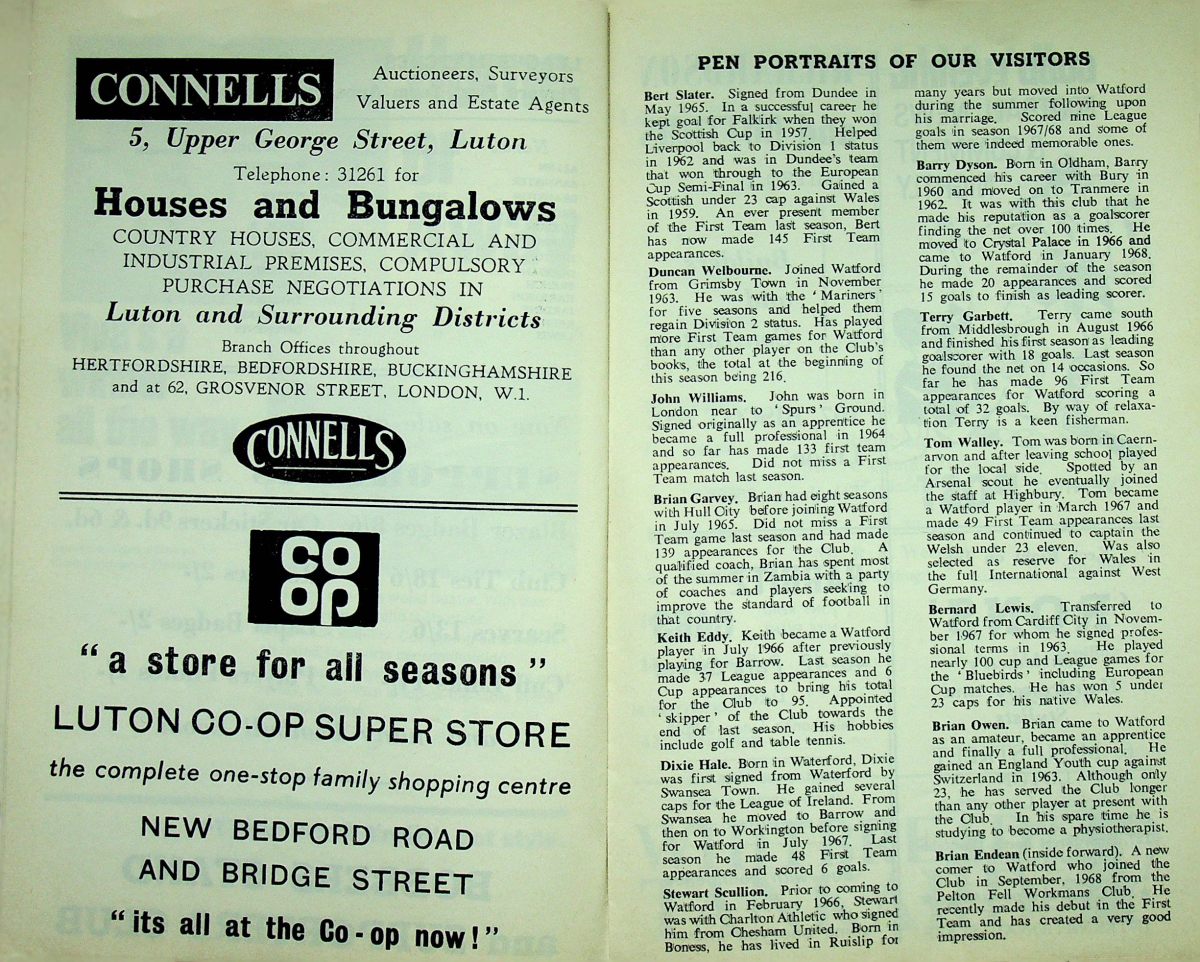 CONNELLS
Auctioneers, Surveyors
Valuers and Estate Agents
5, Upper George Street, Luton
Telephone: 31261 for
Houses and Bungalows
COUNTRY HOUSES, COMMERCIAL AND
INDUSTRIAL PREMISES, COMPULSORY
PURCHASE NEGOTIATIONS IN
Luton and Surrounding Districts
Branch Offices throughout
HERTFORDSHIRE, BEDFORDSHIRE, BUCKINGHAMSHIRE
and at 62, GROSVENOR STREET, LONDON, W.1.
CONNELLS
CO
OP
"a store for all seasons"
LUTON CO-OP SUPER STORE
the complete one-stop family shopping centre
NEW BEDFORD ROAD
AND BRIDGE STREET
"its all at the Co-op now!"
PEN PORTRAITS OF OUR VISITORS
Bert Slater. Signed from Dundee in
May 1965. In a successful career he
kept goal for Falkirk when they won
the Scottish Cup in 1957. Helped
Liverpool back to Division 1 status
in 1962 and was in Dundee's team
that won through to the European
Cup Semi-Final in 1963. Gained a
Scottish under 23 cap against Wales
in 1959. An ever present member
of the First Team last season, Bert
has now made 145 First Team
appearances.
Duncan Welbourne. Joined Watford
from Grimsby Town in November
1963. He was with the 'Mariners'
for five seasons and helped them
regain Division 2 status. Has played
more First Team games for Watford
than any other player on the Club's
books, the total at the beginning of
this season being 216.
John Williams. John was born in
London near to 'Spurs' Ground.
Signed originally as an apprentice he
became a full professional in 1964
and so far has made 133 first team
appearances. Did not miss a First
Team match last season.
Brian Garvey. Brian had eight seasons
with Hull City before joining Watford
in July 1965. Did not miss a First
Team game last season and had made
139 appearances for the Club. A
qualified coach, Brian has spent most
of the summer in Zambia with a party
of coaches and players seeking to
improve the standard of football in
that country.
Keith Eddy. Keith became a Watford
player in July 1966 after previously
playing for Barrow. Last season he
made 37 League appearances and 6
Cup appearances to bring his total
for the Club to 95. Appointed
'skipper' of the Club towards the
end of last season. His hobbies
include golf and table tennis.
Dixie Hale. Born in Waterford, Dixie
was first signed from Waterford by
Swansea Town. He gained several
caps for the League of Ireland. From
Swansea he moved to Barrow and
then on to Workington before signing
for Watford in July 1967. Last
season he made 48 First Team
appearances and scored 6 goals.
Stewart Scullion. Prior to coming to
Watford in February 1966, Stewart
was with Charlton Athletic who signed
him from Chesham United. Born in
Boness, he has lived in Ruislip for
many years but moved into Watford
during the summer following upon
his marriage. Scored nine League
goals in season 1967/68 and some of
them were indeed memorable ones.
Barry Dyson. Born in Oldham, Barry
commenced his career with Bury in
1960 and moved on to Tranmere in
1962. It was with this club that he
made his reputation as a goalscorer
finding the net over 100 times. He
moved to Crystal Palace in 1966 and
came to Watford in January 1968.
During the remainder of the season
he made 20 appearances and scored
15 goals to finish as leading scorer.
Terry Garbett. Terry came south
from Middlesbrough in August 1966
and finished his first season as leading
goalscorer with 18 goals. Last season
he found the net on 14 occasions. So
far he has made 96 First Team
appearances for Watford scoring a
total of 32 goals. By way of relaxa-
tion Terry is a keen fisherman.
Tom Walley. Tom was born in Caern-
arvon and after leaving school played
for the local side. Spotted by an
Arsenal scout he eventually joined
the staff at Highbury. Tom became
a Watford player in March 1967 and
made 49 First Team appearances last
season and continued to captain the
Welsh under 23 eleven. Was also
selected as reserve for Wales in
the full International against West
Germany.
Bernard Lewis. Transferred to
Watford from Cardiff City in Novem-
ber 1967 for whom he signed profes-
sional terms in 1963. He played
nearly 100 cup and League games for
the 'Bluebirds' including European
Cup matches. He has won 5 under
23 caps for his native Wales.
Brian Owen. Brian came to Watford
as an amateur, became an apprentice
and finally a full professional. He
gained an England Youth cup against
Switzerland in 1963. Although only
23, he has served the Club longer
than any other player at present with
the Club. In his spare time he is
studying to become a physiotherapist.
Brian Endean (inside forward). A new
comer to Watford who joined the
Club in September, 1968 from the
Pelton Fell Workmans Club. He
recently made his debut in the First
Team and has created a very good
impression.